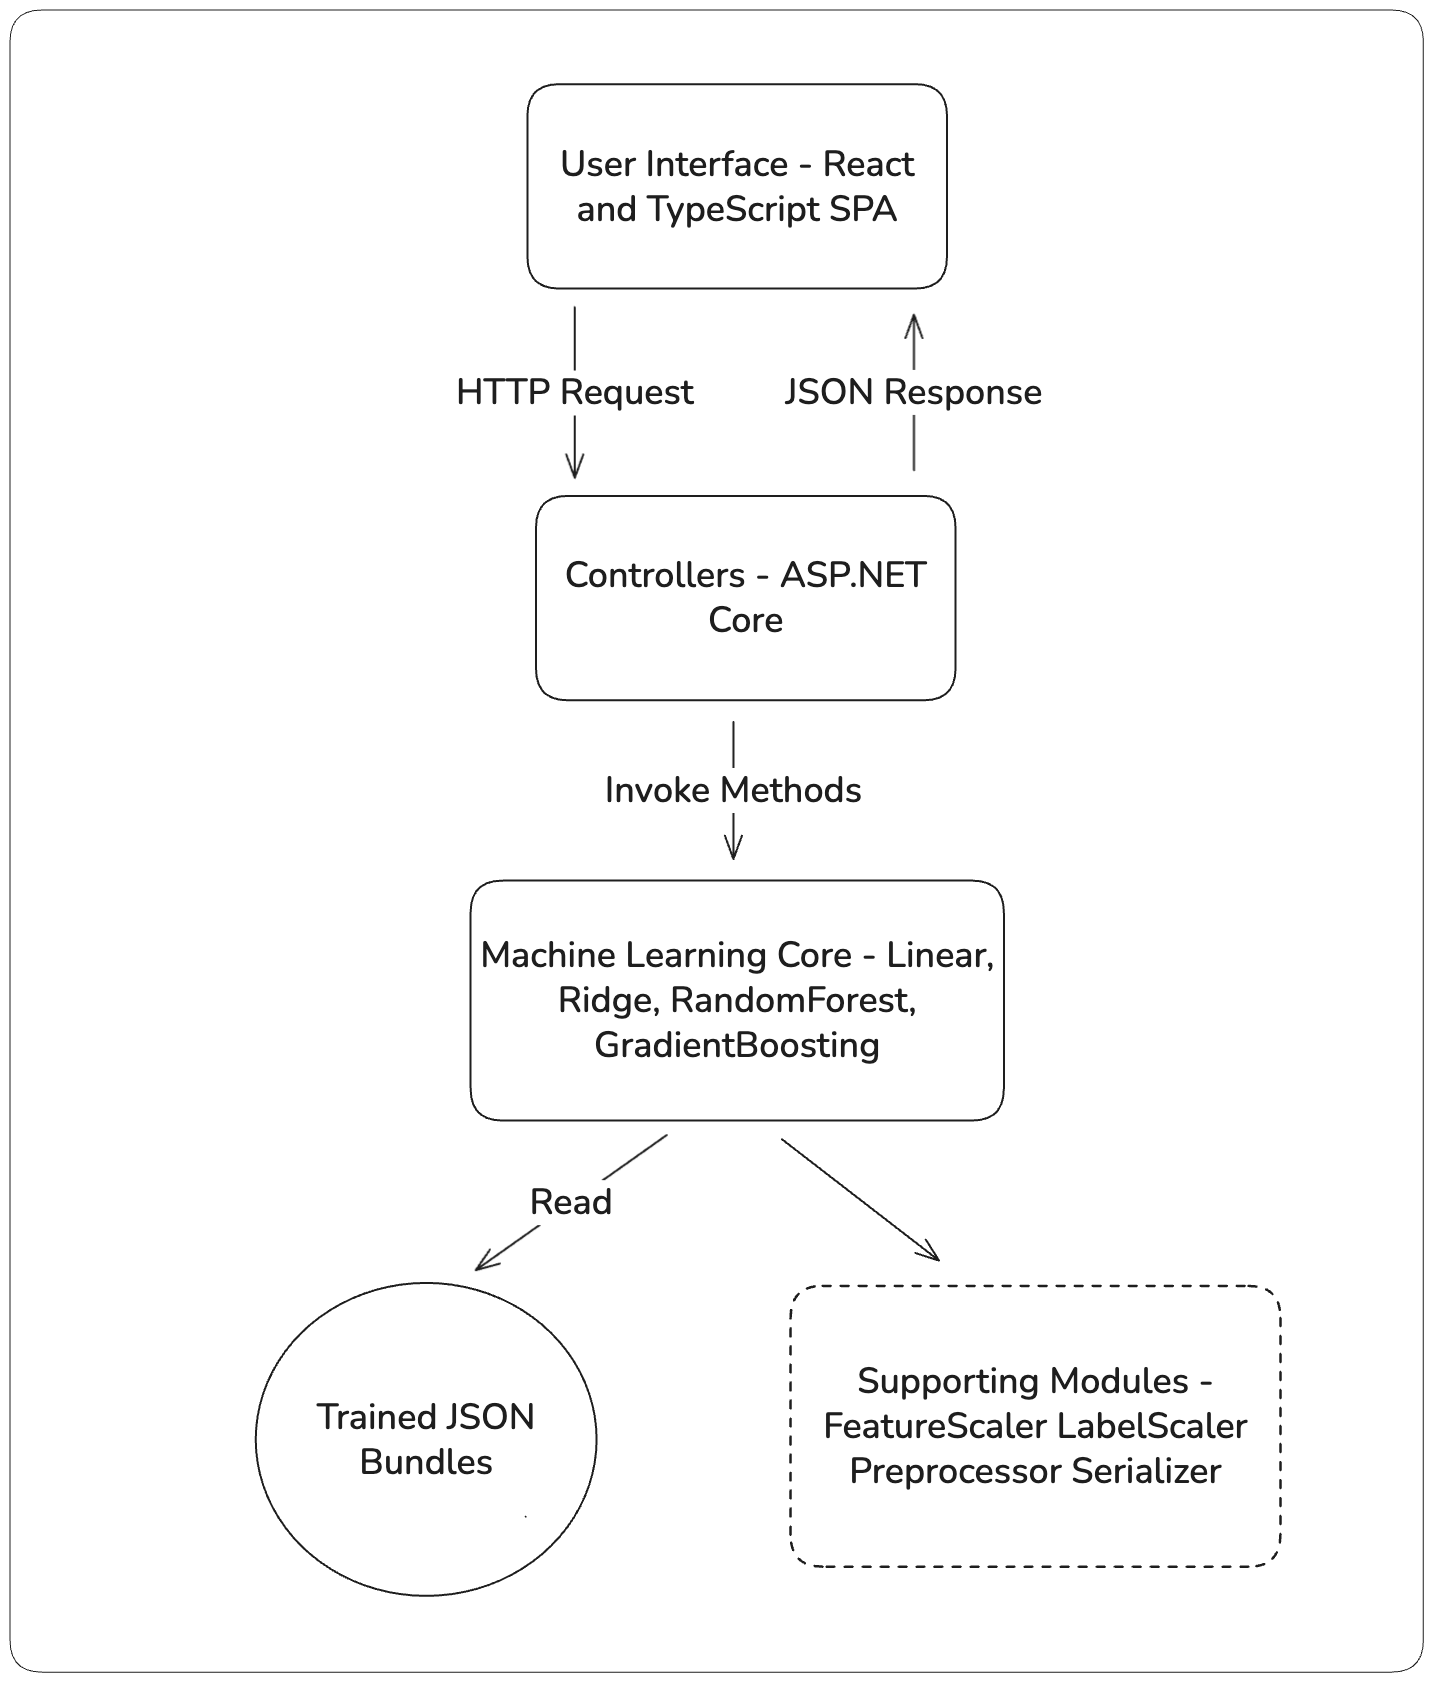 User Interface - React
and TypeScript SPA
HTTP Request
JSON Response
Controllers - ASP.NET
Core
Invoke Methods
Machine Learning Core - Linear,
Ridge, RandomForest,
GradientBoosting
Read
Trained JSON
Bundles
Supporting Modules -
FeatureScaler LabelScaler
Preprocessor Serializer